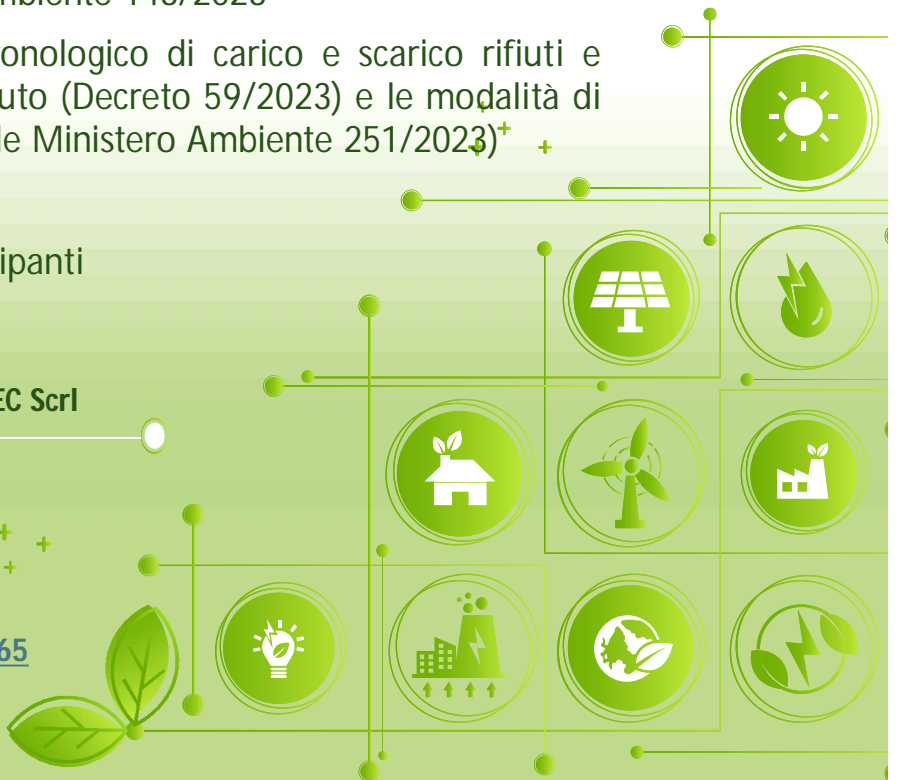 onologico di carico e scarico rifiuti e
uto (Decreto 59/2023) e le modalità di
le Ministero Ambiente 251/2023)
ipanti
EC Scrl
65